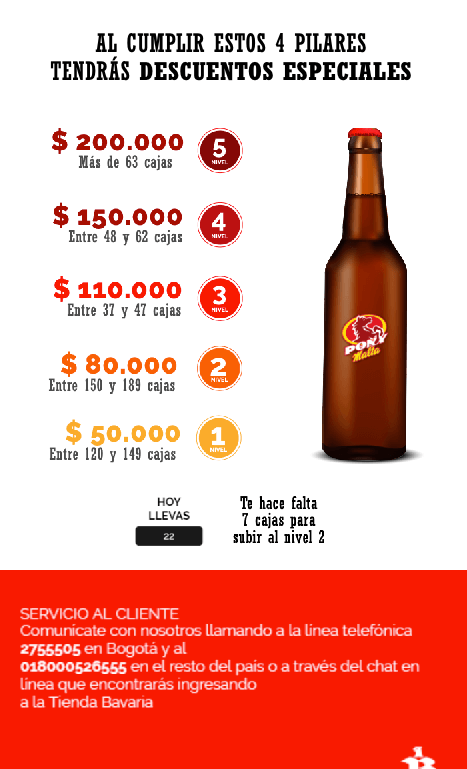 AL CUMPLIR ESTOS 4 PILARES
TENDRÁS DESCUENTOS ESPECIALES
$ 200.000
Más de 63 cajas
5
NIVEL
$ 150.000
Entre 48 y 62 cajas
4
NIVEL
$ 110.000
Entre 37 y 47 cajas
3
NIVEL
$ 80.000
Entre 150 y 189 cajas
2
NIVEL
$ 50.000
Entre 120 y 149 cajas
1
NIVEL
PONY
Malta
HOY
LLEVAS
22
Te hace falta
7 cajas para
subir al nivel 2
SERVICIO AL CLIENTE
Comunícate con nosotros llamando a la línea telefónica
2755505 en Bogotá y al
018000526555 en el resto del país o a través del chat en
línea que encontrarás ingresando
a la Tienda Bavaria